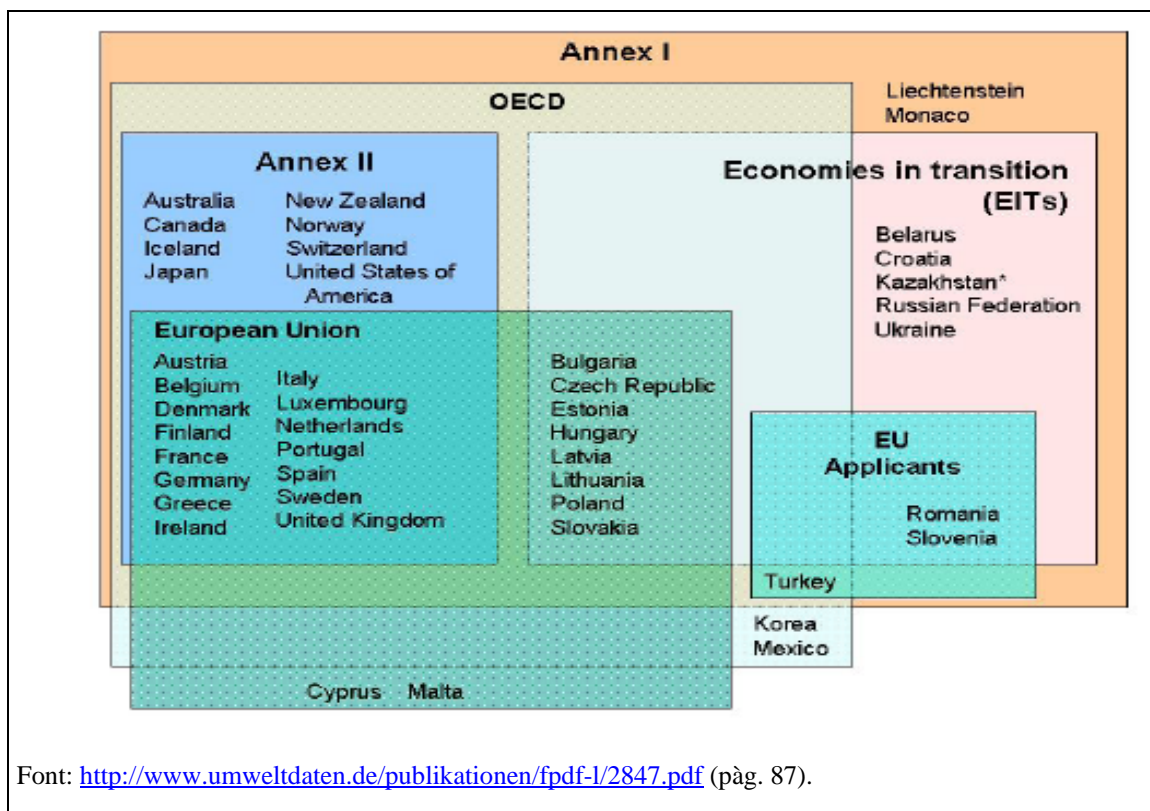 Annex I
OECD
Liechtenstein
Monaco
Annex II
Australia
Canada
Iceland
Japan
New Zealand
Norway
Switzerland
United States of
America
Economies in transition
(EITs)
Belarus
Croatia
Kazakhstan*
Russian Federation
Ukraine
European Union
Austria
Belgium
Denmark
Finland
France
Germany
Greece
Ireland
Italy
Luxembourg
Netherlands
Portugal
Spain
Sweden
United Kingdom
Bulgaria
Czech Republic
Estonia
Hungary
Latvia
Lithuania
Poland
Slovakia
EU
Applicants
Romania
Slovenia
Turkey
Korea
Mexico
Cyprus Malta
Font: http://www.umweltdaten.de/publikationen/fpdf-l/2847.pdf (pàg. 87).